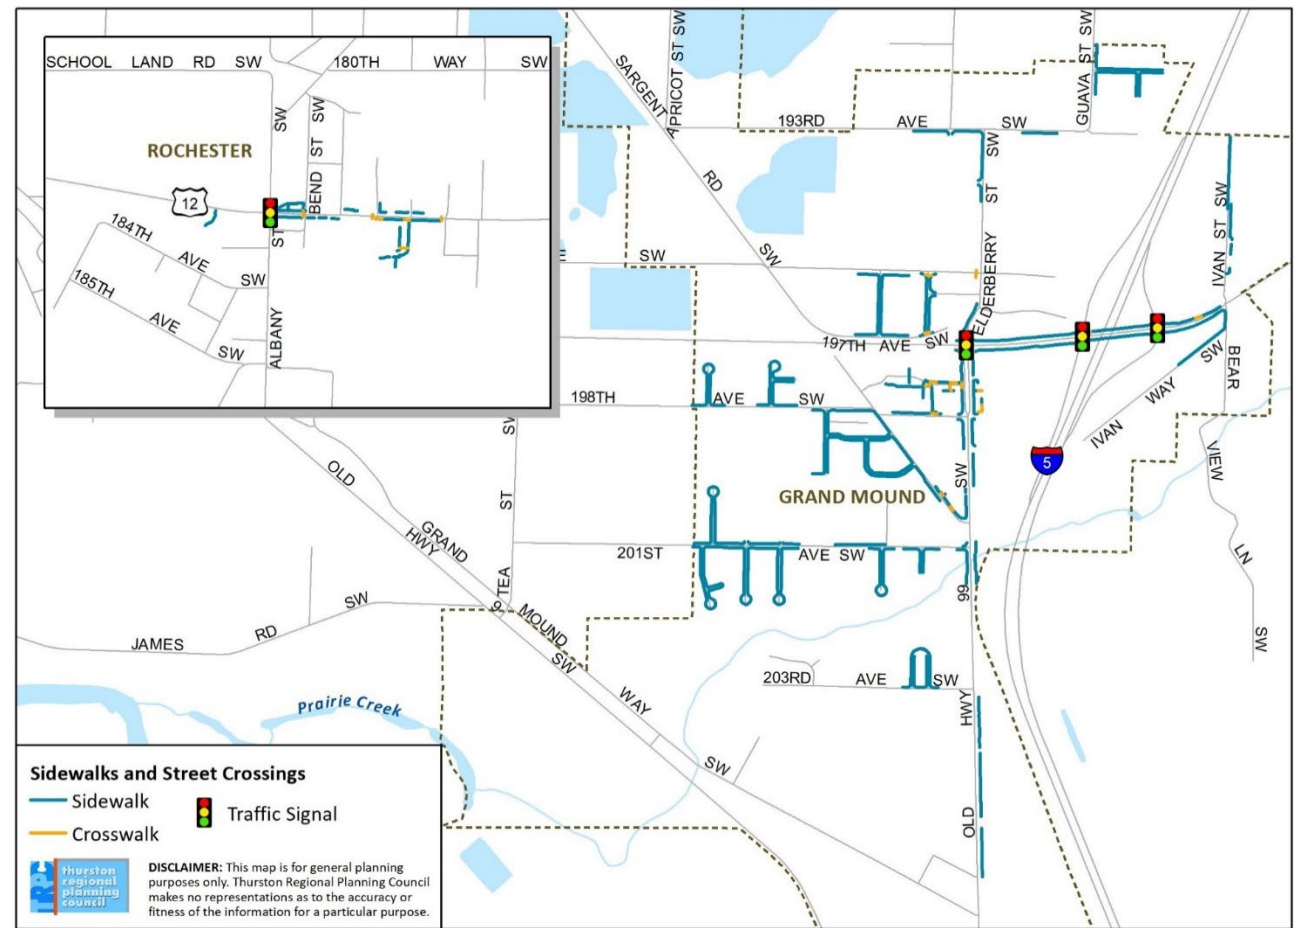 SCHOOL LAND RD SW
180TH WAY SW
ROCHESTER
SW
BEND ST SW
12
184TH AVE SW
185TH AVE SW
ALBANY ST
SARGENT RD SW
APRICOT ST SW
GUAVA ST SW
193RD AVE SW
ELDERBERRY ST SW
IVAN ST SW
E SW
197TH AVE SW
198TH AVE SW
IVAN WAY SW
BEAR VIEW LN SW
5
GRAND MOUND
201ST AVE SW
TEA ST SW
OLD HWY 9 SW
GRAND MOUND WAY SW
JAMES RD SW
203RD AVE SW
OLD HWY 99 SW
Prairie Creek
Sidewalks and Street Crossings
Sidewalk
Traffic Signal
Crosswalk
TRPC
thurston
regional
planning
council
DISCLAIMER: This map is for general planning
purposes only. Thurston Regional Planning Council
makes no representations as to the accuracy or
fitness of the information for a particular purpose.